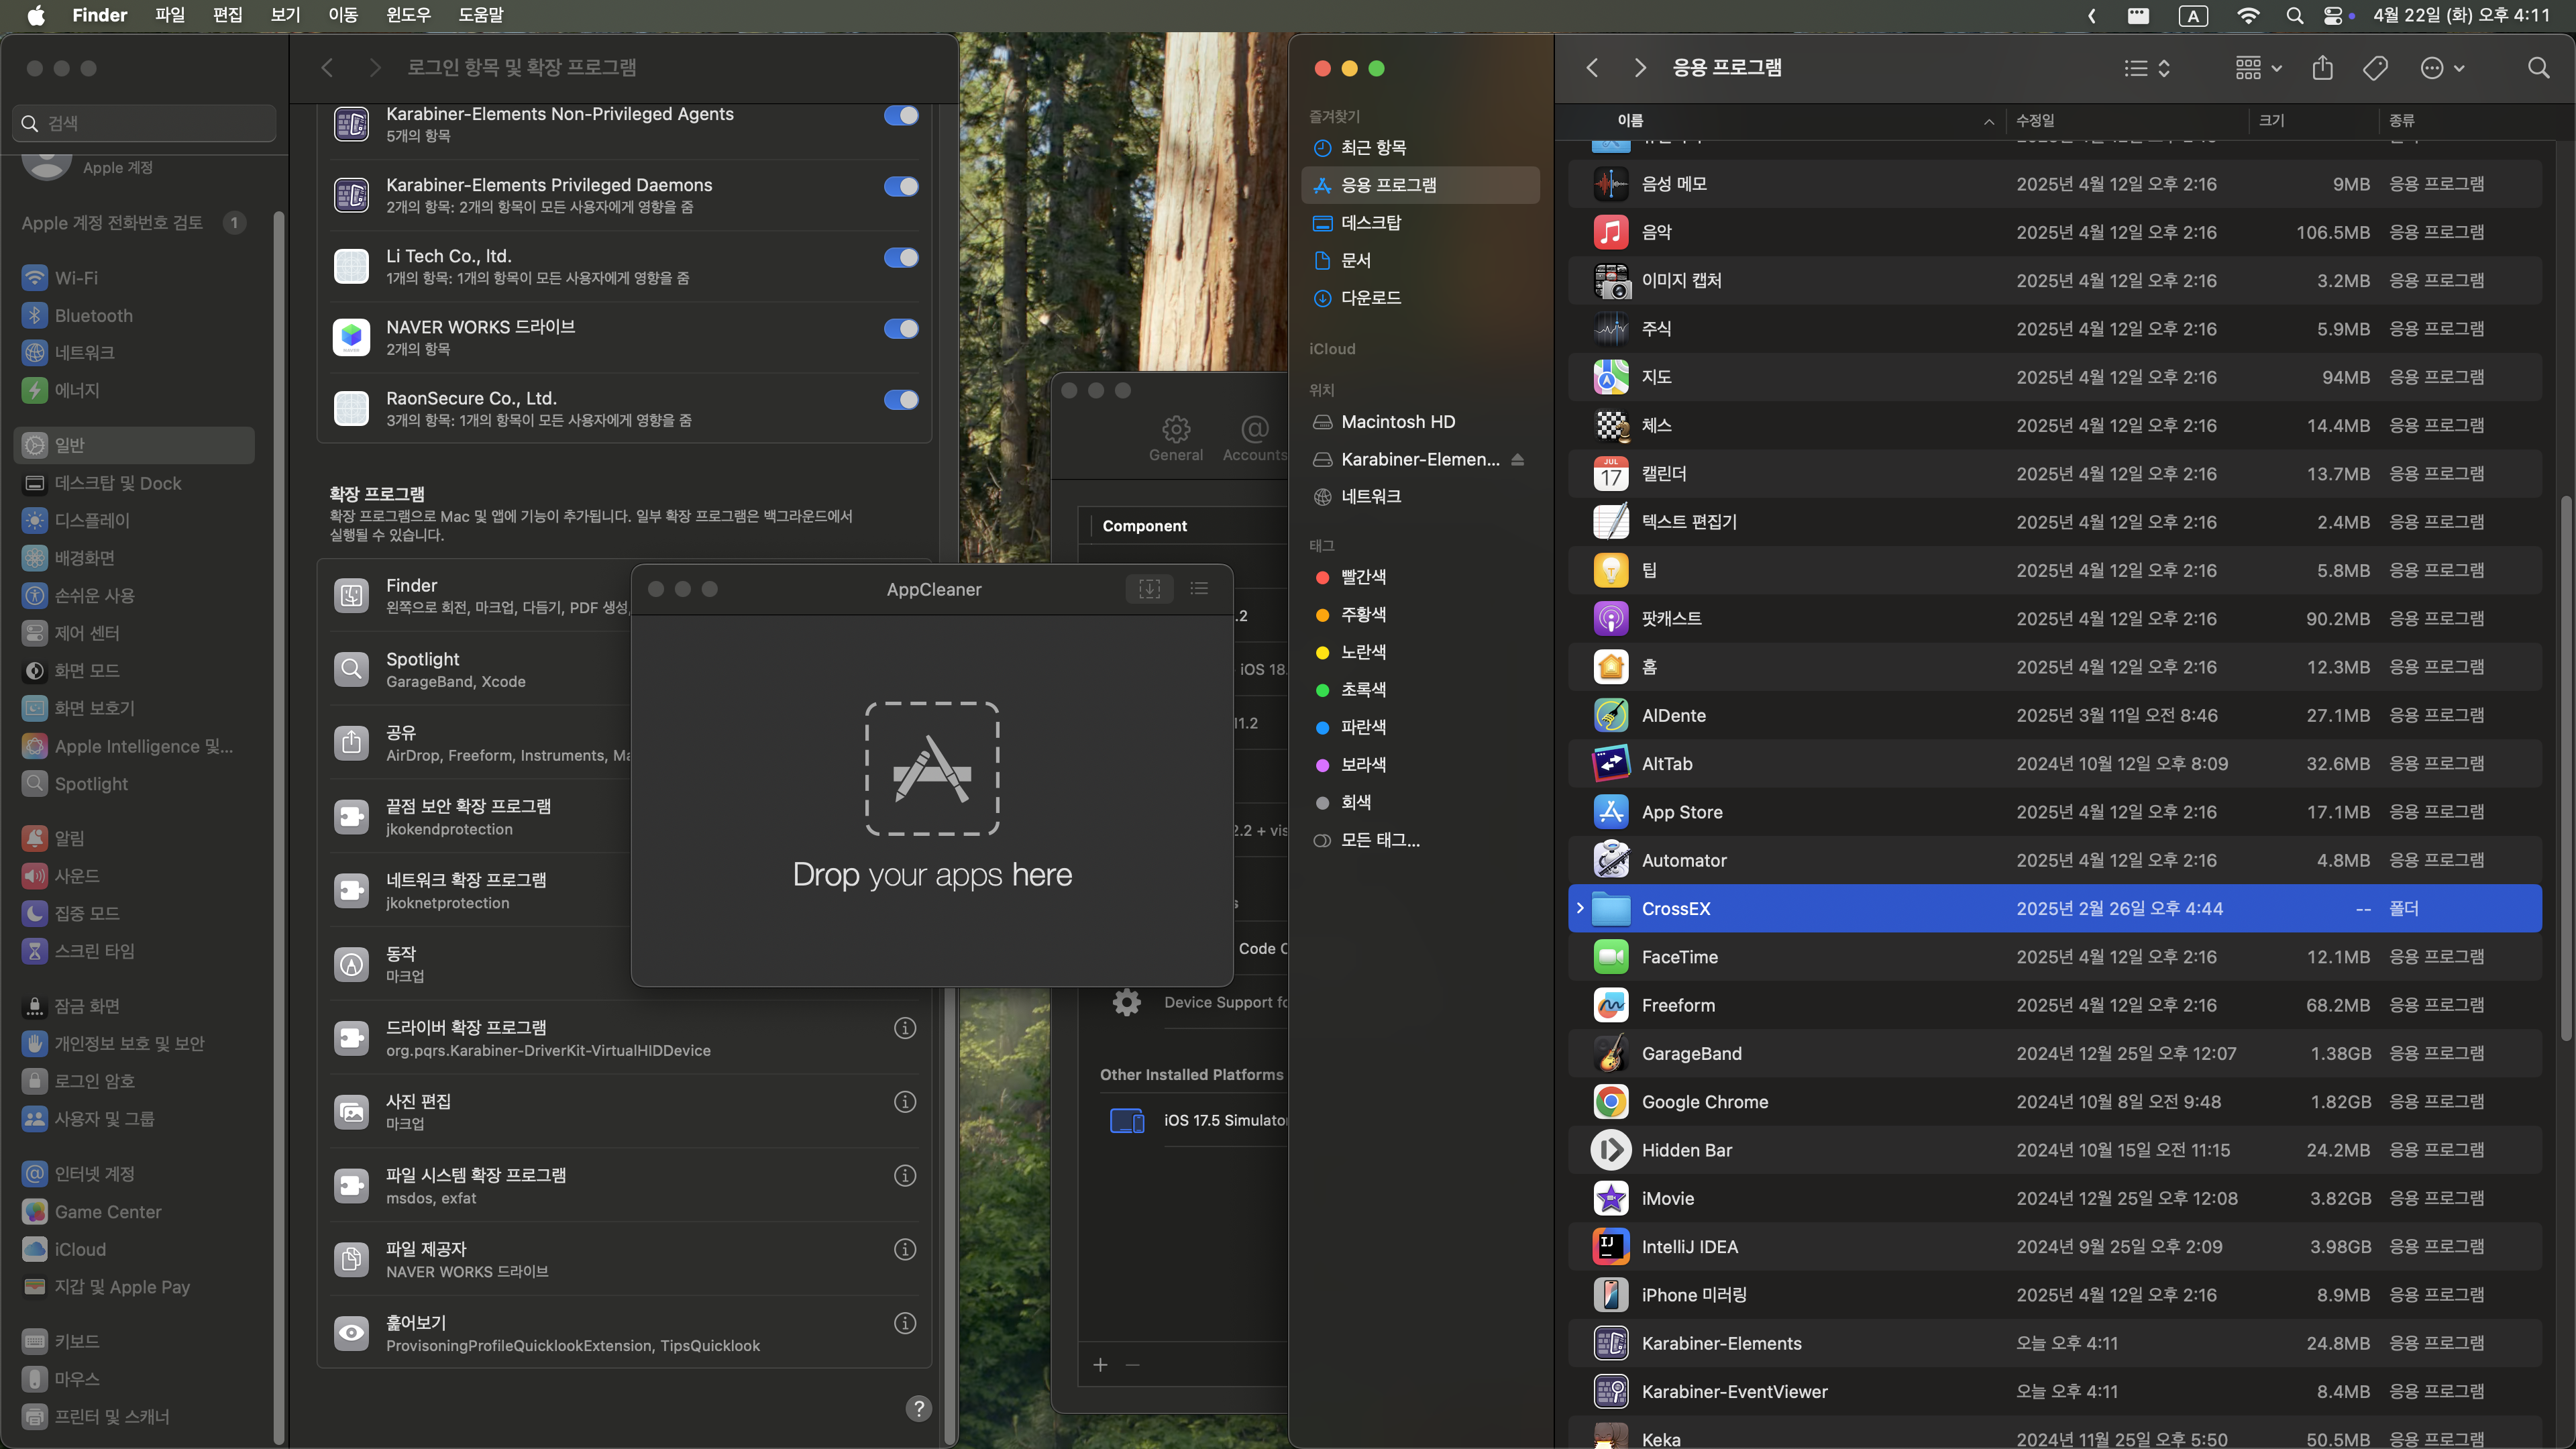 Finder 파일 편집 보기 이동 윈도우 도움말
A 4월 22일 (화) 오후 4:11
검색
Apple 계정
Apple 계정 전화번호 검토 1
Wi-Fi
Bluetooth
네트워크
에너지
일반
데스크탑 및 Dock
디스플레이
배경화면
손쉬운 사용
제어 센터
화면 모드
화면 보호기
Apple Intelligence 및...
Spotlight
알림
사운드
집중 모드
스크린 타임
잠금 화면
개인정보 보호 및 보안
로그인 암호
사용자 및 그룹
인터넷 계정
Game Center
iCloud
지갑 및 Apple Pay
키보드
마우스
프린터 및 스캐너
로그인 항목 및 확장 프로그램
Karabiner-Elements Non-Privileged Agents
5개의 항목
Karabiner-Elements Privileged Daemons
2개의 항목: 2개의 항목이 모든 사용자에게 영향을 줌
Li Tech Co., ltd.
1개의 항목: 1개의 항목이 모든 사용자에게 영향을 줌
NAVER WORKS 드라이브
2개의 항목
RaonSecure Co., Ltd.
3개의 항목: 1개의 항목이 모든 사용자에게 영향을 줌
확장 프로그램
확장 프로그램으로 Mac 및 앱에 기능이 추가됩니다. 일부 확장 프로그램은 백그라운드에서
실행될 수 있습니다.
Finder
왼쪽으로 회전, 마크업, 다듬기, PDF 생성,
Spotlight
GarageBand, Xcode
공유
AirDrop, Freeform, Instruments, Ma
끝점 보안 확장 프로그램
jkokendprotection
네트워크 확장 프로그램
jkoknetprotection
동작
마크업
드라이버 확장 프로그램
org.pqrs.Karabiner-DriverKit-VirtualHIDDevice
사진 편집
마크업
파일 시스템 확장 프로그램
msdos, exfat
파일 제공자
NAVER WORKS 드라이브
훑어보기
ProvisoningProfileQuicklookExtension, TipsQuicklook
?
AppCleaner
Drop your apps here
General Accounts
Component
.2
iOS 18.
11.2
2.2 + vis
s
Code C
Device Support fo
Other Installed Platforms
iOS 17.5 Simulator
즐겨찾기
최근 항목
응용 프로그램
데스크탑
문서
다운로드
iCloud
위치
Macintosh HD
Karabiner-Elemen...
네트워크
태그
빨간색
주황색
노란색
초록색
파란색
보라색
회색
모든 태그...
응용 프로그램
이름 수정일 크기 종류
음성 메모 2025년 4월 12일 오후 2:16 9MB 응용 프로그램
음악 2025년 4월 12일 오후 2:16 106.5MB 응용 프로그램
이미지 캡처 2025년 4월 12일 오후 2:16 3.2MB 응용 프로그램
주식 2025년 4월 12일 오후 2:16 5.9MB 응용 프로그램
지도 2025년 4월 12일 오후 2:16 94MB 응용 프로그램
체스 2025년 4월 12일 오후 2:16 14.4MB 응용 프로그램
JUL 17 캘린더 2025년 4월 12일 오후 2:16 13.7MB 응용 프로그램
텍스트 편집기 2025년 4월 12일 오후 2:16 2.4MB 응용 프로그램
팁 2025년 4월 12일 오후 2:16 5.8MB 응용 프로그램
팟캐스트 2025년 4월 12일 오후 2:16 90.2MB 응용 프로그램
홈 2025년 4월 12일 오후 2:16 12.3MB 응용 프로그램
AlDente 2025년 3월 11일 오전 8:46 27.1MB 응용 프로그램
AltTab 2024년 10월 12일 오후 8:09 32.6MB 응용 프로그램
App Store 2025년 4월 12일 오후 2:16 17.1MB 응용 프로그램
Automator 2025년 4월 12일 오후 2:16 4.8MB 응용 프로그램
CrossEX 2025년 2월 26일 오후 4:44 -- 폴더
FaceTime 2025년 4월 12일 오후 2:16 12.1MB 응용 프로그램
Freeform 2025년 4월 12일 오후 2:16 68.2MB 응용 프로그램
GarageBand 2024년 12월 25일 오후 12:07 1.38GB 응용 프로그램
Google Chrome 2024년 10월 8일 오전 9:48 1.82GB 응용 프로그램
Hidden Bar 2024년 10월 15일 오전 11:15 24.2MB 응용 프로그램
iMovie 2024년 12월 25일 오후 12:08 3.82GB 응용 프로그램
IJ IntelliJ IDEA 2024년 9월 25일 오후 2:09 3.98GB 응용 프로그램
iPhone 미러링 2025년 4월 12일 오후 2:16 8.9MB 응용 프로그램
Karabiner-Elements 오늘 오후 4:11 24.8MB 응용 프로그램
Karabiner-EventViewer 오늘 오후 4:11 8.4MB 응용 프로그램
Keka 2024년 11월 25일 오후 5:50 50.5MB 응용 프로그램